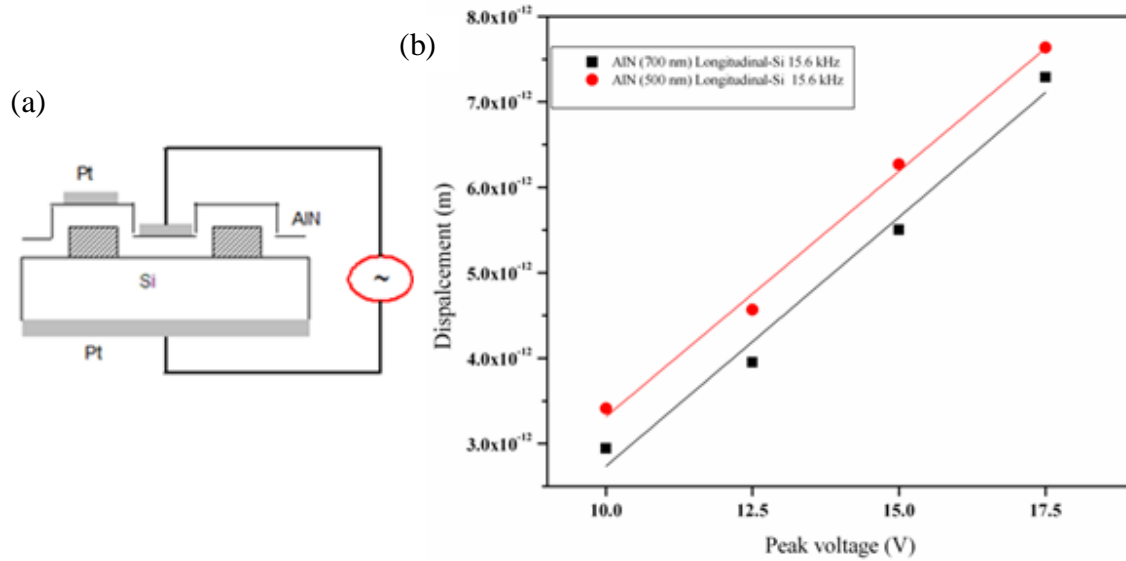 (a)
Pt
AlN
Si
~
Pt
(b)
AlN (700 nm) Longitudinal-Si 15.6 kHz
AlN (500 nm) Longitudinal-Si 15.6 kHz
8.0x10⁻¹²
7.0x10⁻¹²
6.0x10⁻¹²
5.0x10⁻¹²
4.0x10⁻¹²
3.0x10⁻¹²
Dispalcement (m)
10.0 12.5 15.0 17.5
Peak voltage (V)